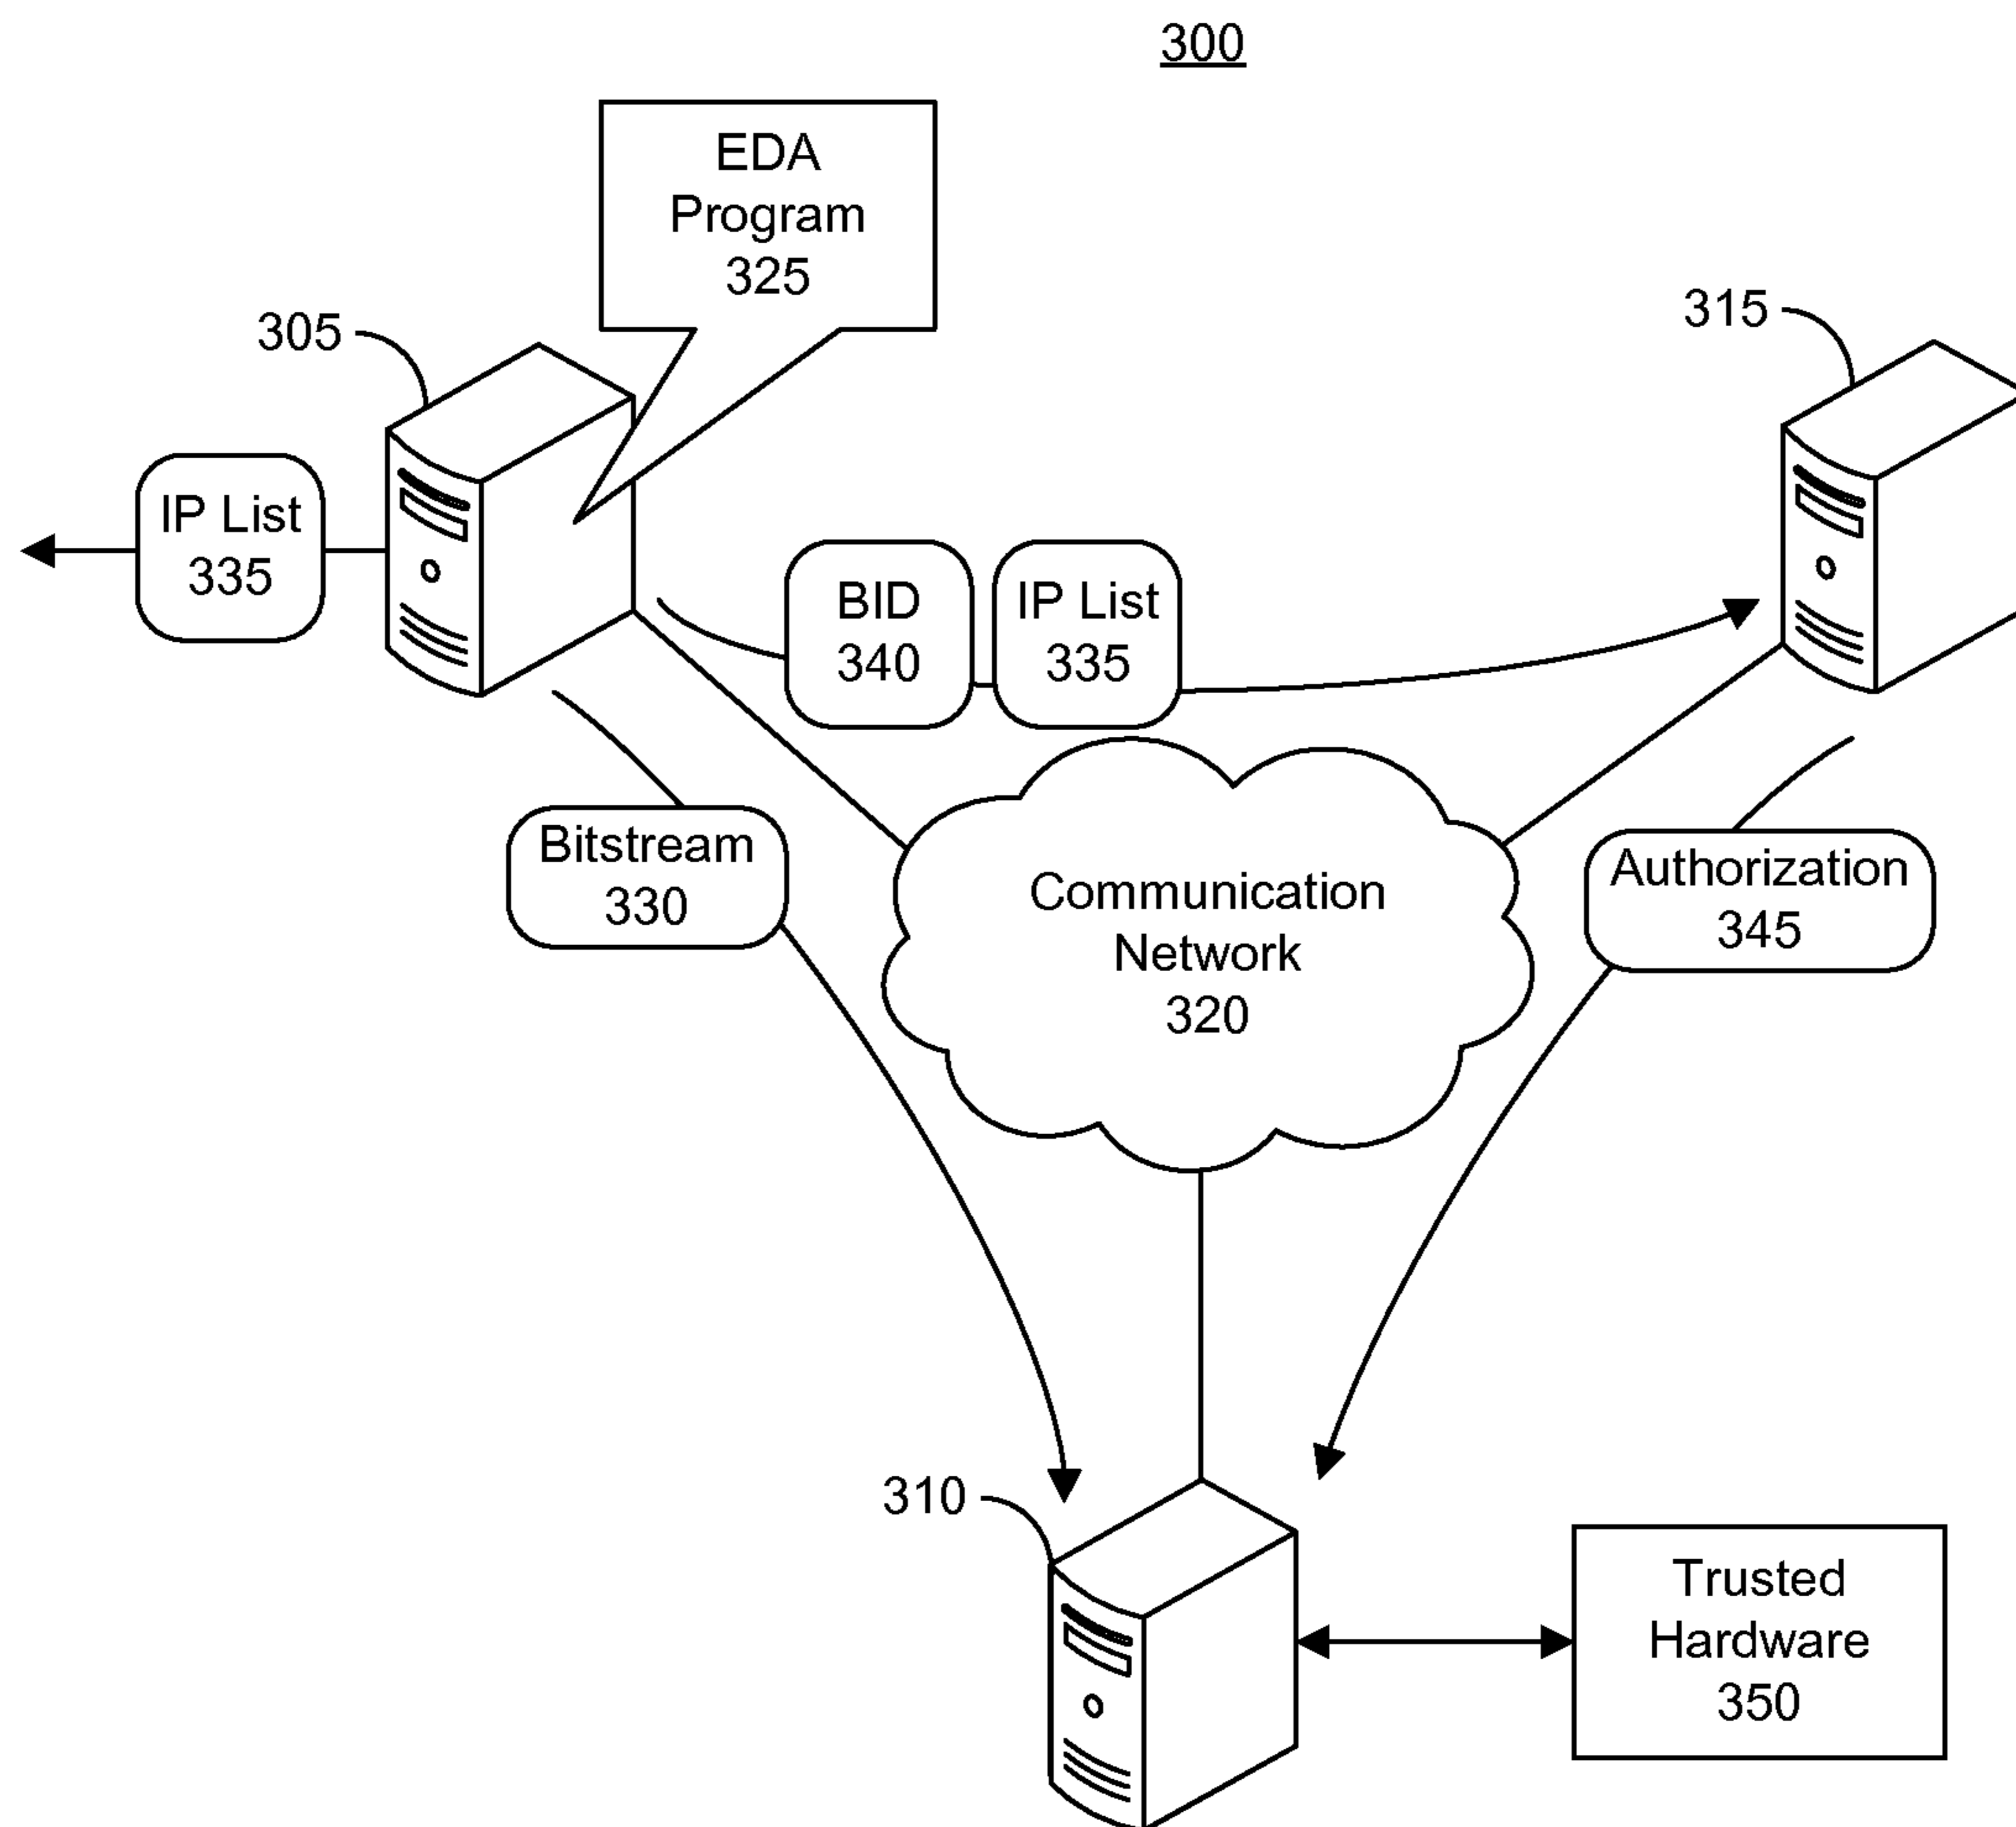 300
EDA
Program
325
305
315
IP List
335
BID
340
IP List
335
Bitstream
330
Communication
Network
320
Authorization
345
310
Trusted
Hardware
350